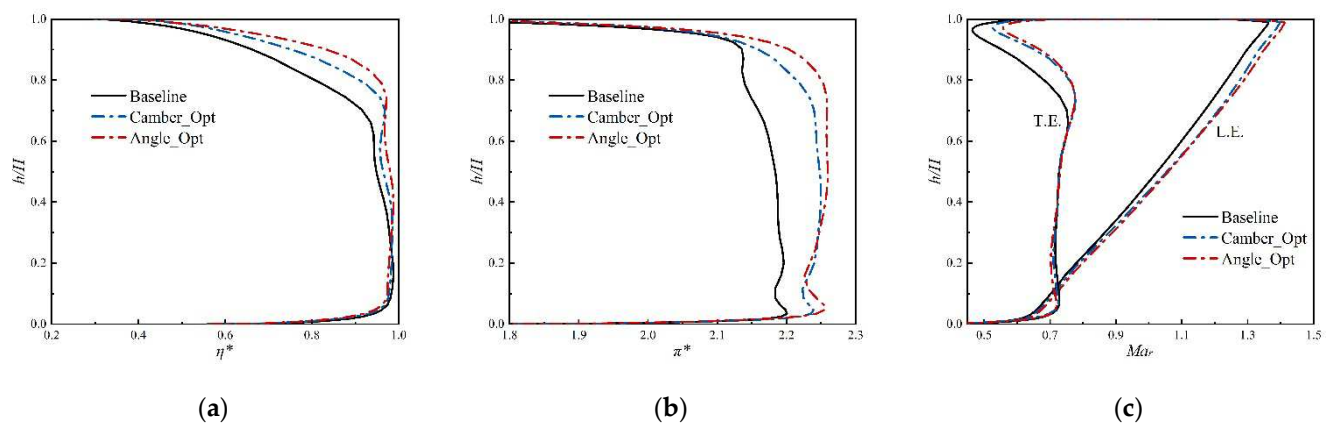 1.0
0.8
0.6
0.4
0.2
0.0
h/H
Baseline
Camber_Opt
Angle_Opt
0.2 0.4 0.6 0.8 1.0
η*
(a)
1.0
0.8
0.6
0.4
0.2
0.0
h/H
Baseline
Camber_Opt
Angle_Opt
1.8 1.9 2.0 2.1 2.2 2.3
π*
(b)
1.0
0.8
0.6
0.4
0.2
0.0
h/H
T.E.
L.E.
Baseline
Camber_Opt
Angle_Opt
0.5 0.7 0.9 1.1 1.3 1.5
Mar
(c)